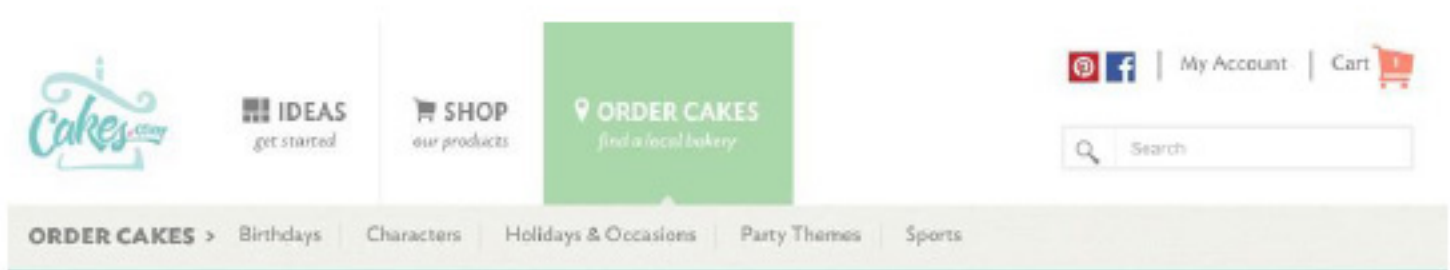 Cakes.com
IDEAS
get started
SHOP
our products
ORDER CAKES
find a local bakery
My Account
Cart
1
Search
ORDER CAKES > Birthdays Characters Holidays & Occasions Party Themes Sports